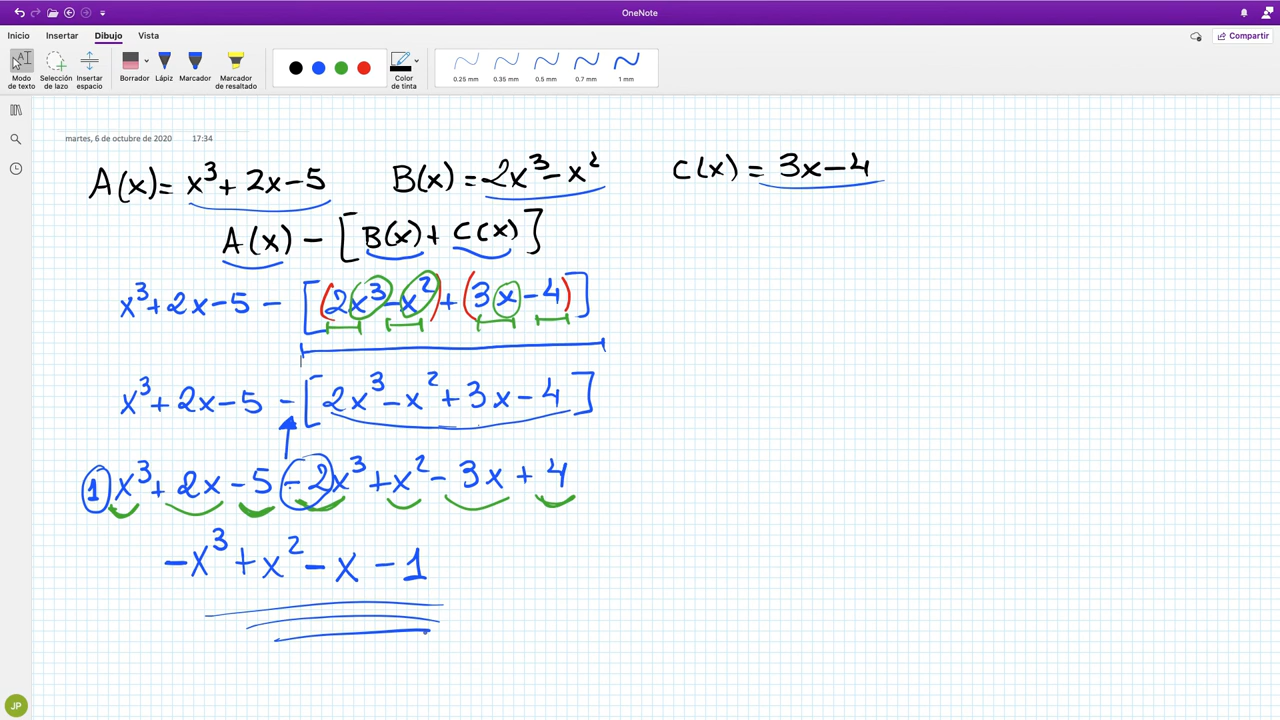 OneNote
Inicio Insertar Dibujo Vista Compartir
Modo de texto Selección de lazo Insertar espacio Borrador Lápiz Marcador Marcador de resaltado Color de tinta 0.25 mm 0.35 mm 0.5 mm 0.7 mm 1 mm
martes, 6 de octubre de 2020 17:34
A(x)= x³+ 2x-5 B(x)= 2x³-x² C(x)= 3x-4
A(x) - [B(x)+ C(x)]
x³+2x-5 - [(2x³-x²)+(3x-4)]
x³+2x-5 -[2x³-x²+3x-4]
1x³+2x-5-2x³+x²-3x+4
-x³+x²-x-1
JP